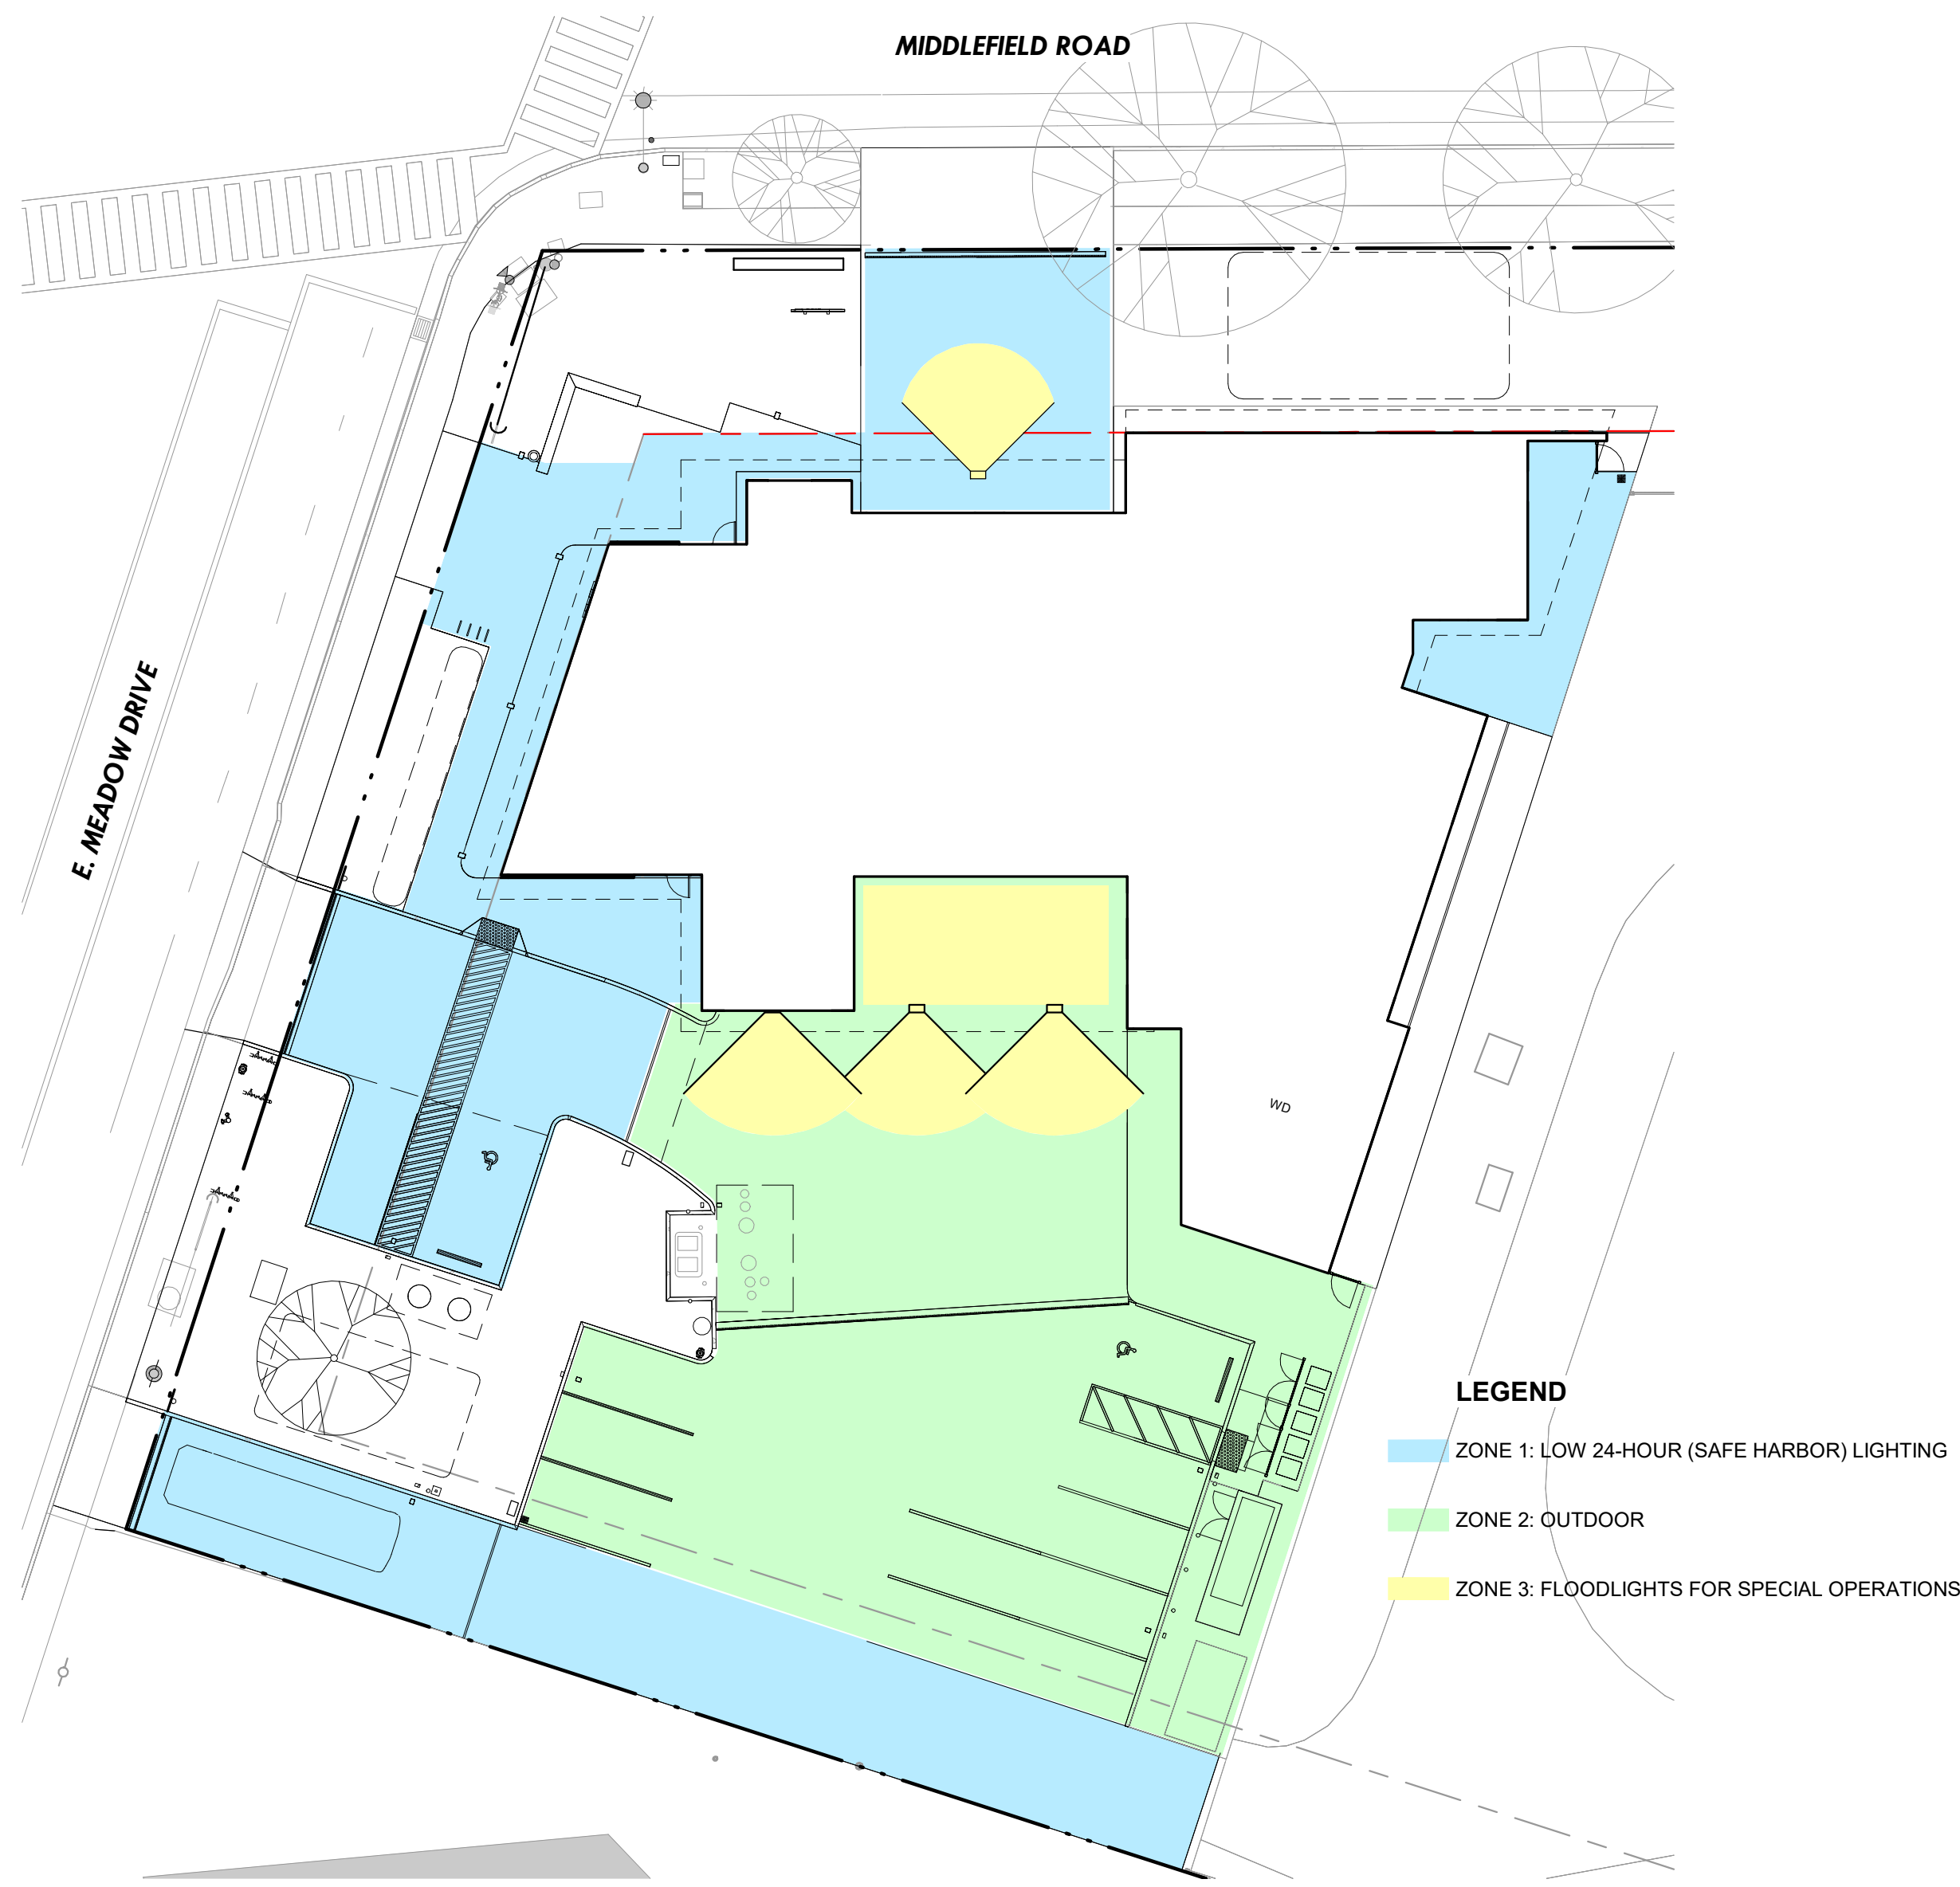 MIDDLEFIELD ROAD
E. MEADOW DRIVE
WD
LEGEND
ZONE 1: LOW 24-HOUR (SAFE HARBOR) LIGHTING
ZONE 2: OUTDOOR
ZONE 3: FLOODLIGHTS FOR SPECIAL OPERATIONS